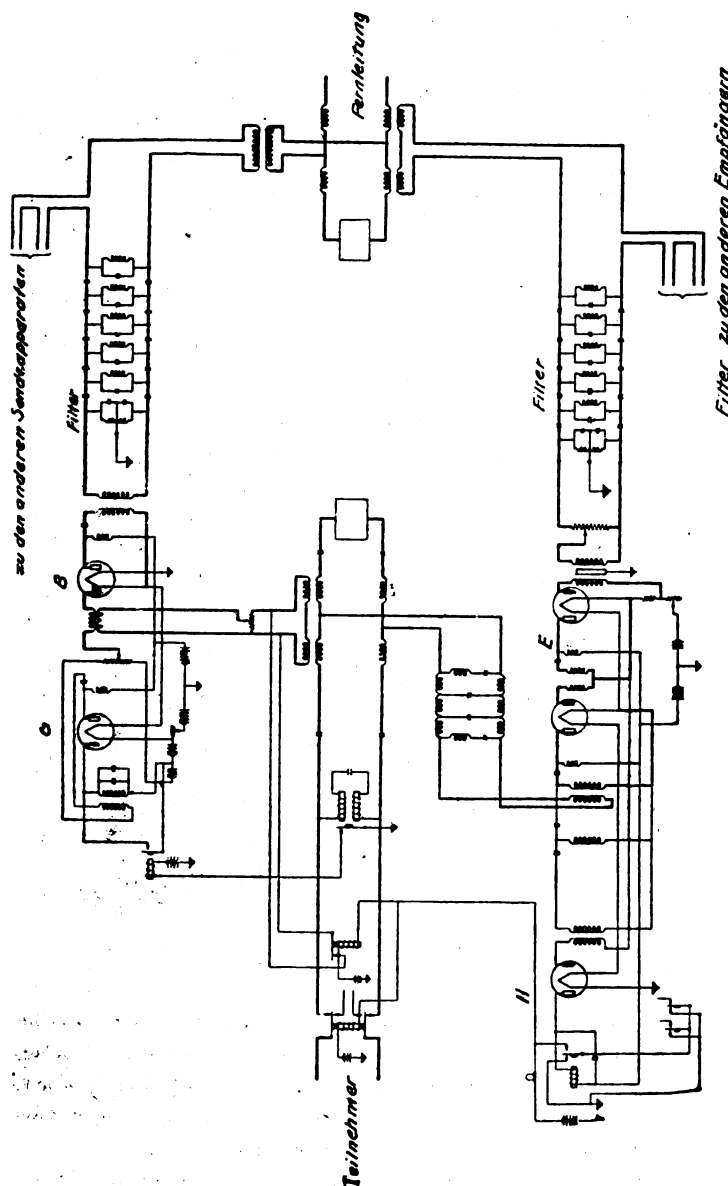 zu den anderen Sendeapparaten
Filter
Fernleitung
B
G
Teilnehmer
Filter
E
H
Filter zu den anderen Empfängern